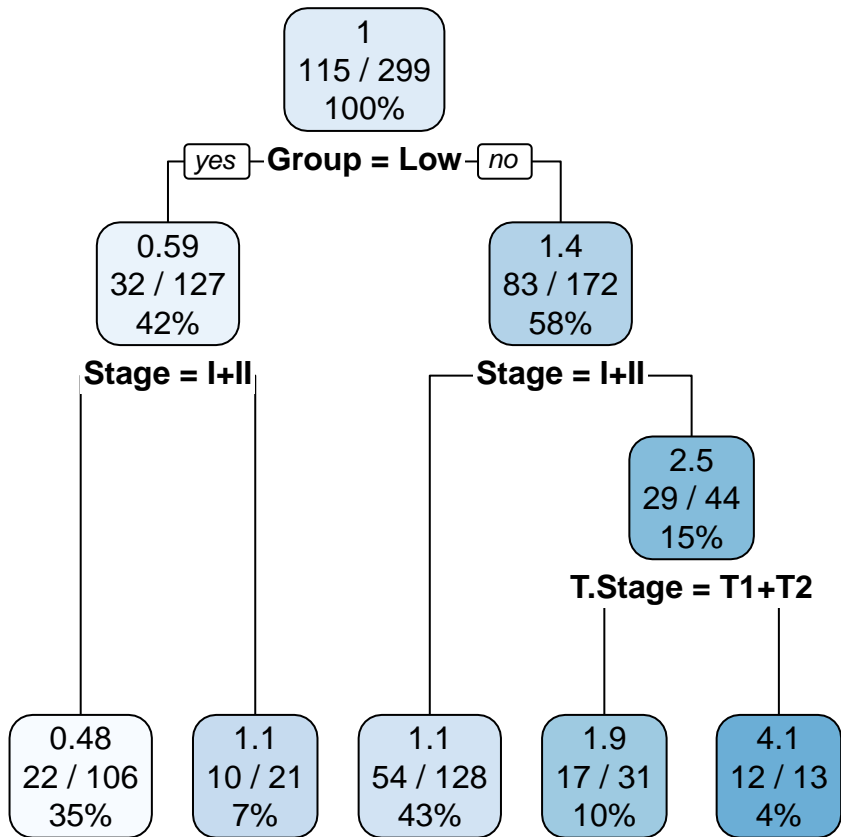 1
115 / 299
100%
yes Group = Low no
0.59
32 / 127
42%
1.4
83 / 172
58%
Stage = I+II
Stage = I+II
2.5
29 / 44
15%
T.Stage = T1+T2
0.48
22 / 106
35%
1.1
10 / 21
7%
1.1
54 / 128
43%
1.9
17 / 31
10%
4.1
12 / 13
4%